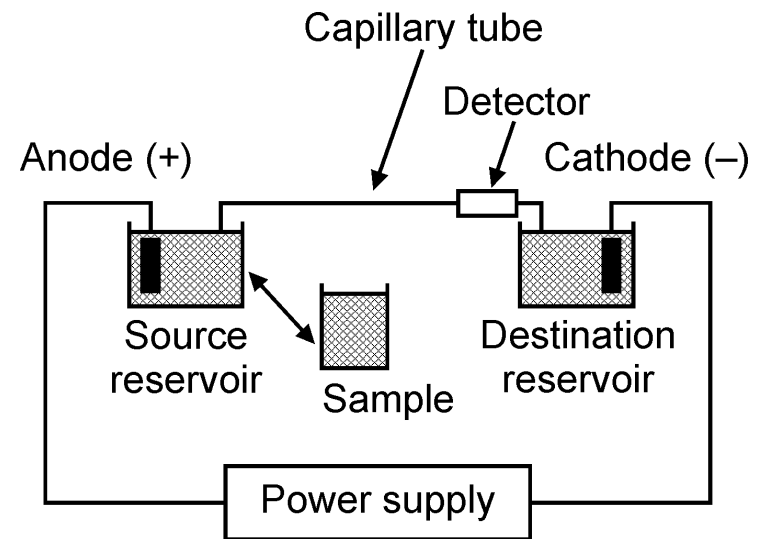 Capillary tube
Detector
Anode (+)
Cathode (–)
Source
reservoir
Sample
Destination
reservoir
Power supply